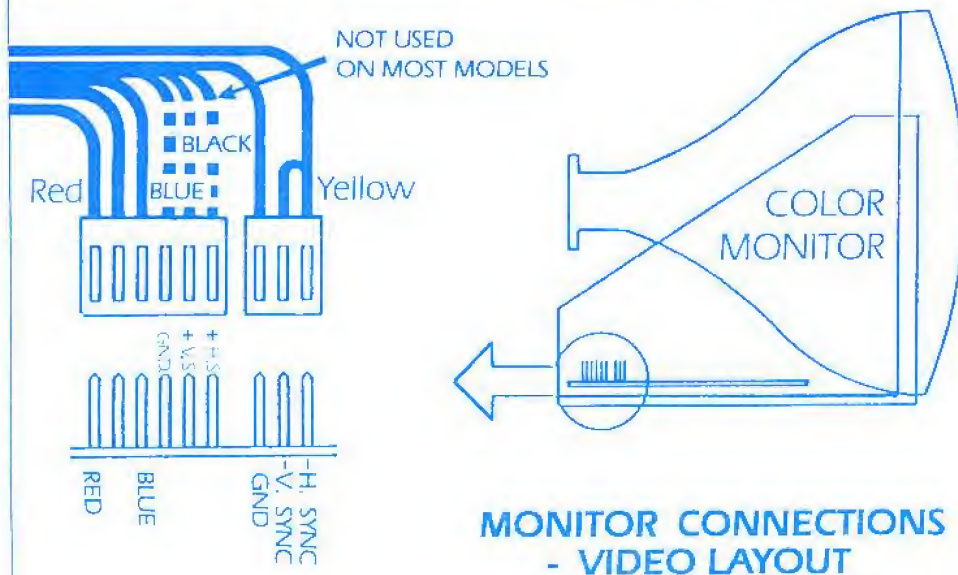 NOT USED
ON MOST MODELS
BLACK
Red
BLUE
Yellow
COLOR
MONITOR
GND
+ V.S
+ H.S
RED
BLUE
GND
-V. SYNC
-H. SYNC
MONITOR CONNECTIONS
- VIDEO LAYOUT